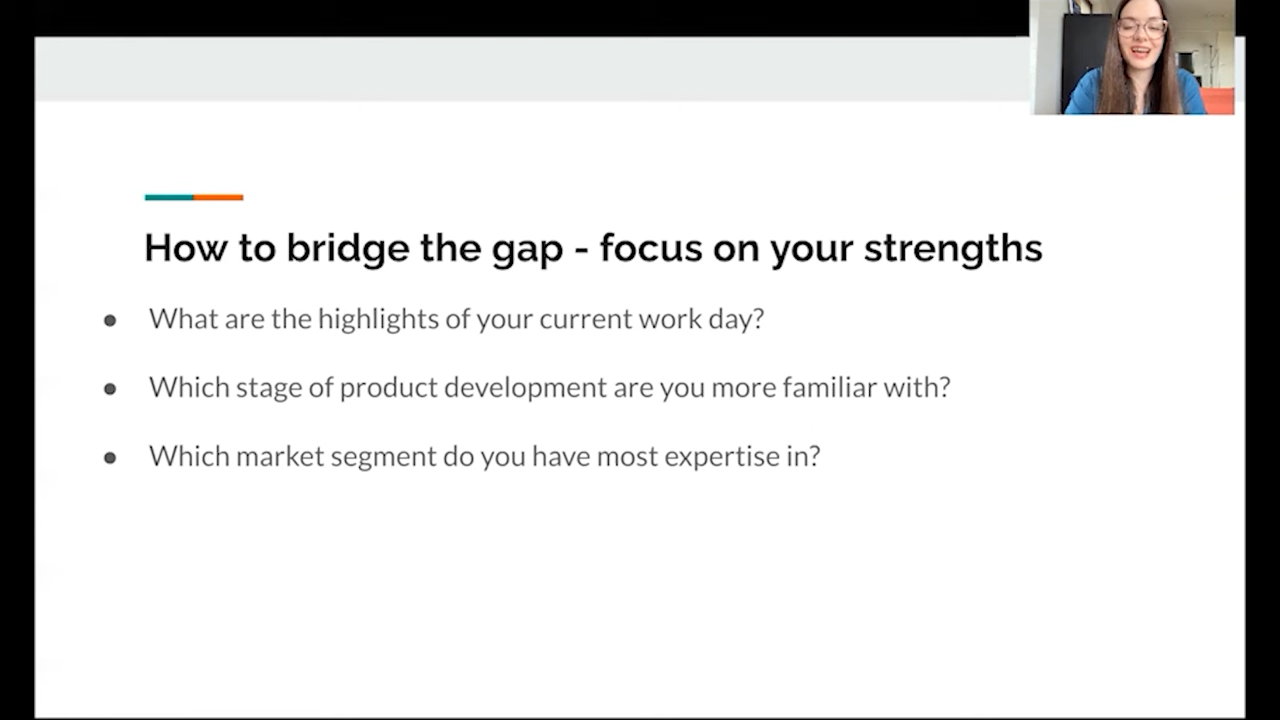 How to bridge the gap - focus on your strengths
What are the highlights of your current work day?
Which stage of product development are you more familiar with?
Which market segment do you have most expertise in?